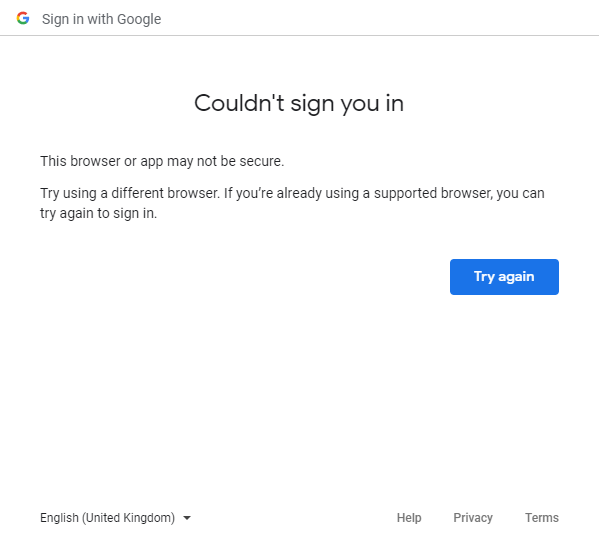 Sign in with Google
Couldn't sign you in
This browser or app may not be secure.
Try using a different browser. If you’re already using a supported browser, you can
try again to sign in.
Try again
English (United Kingdom)
Help Privacy Terms